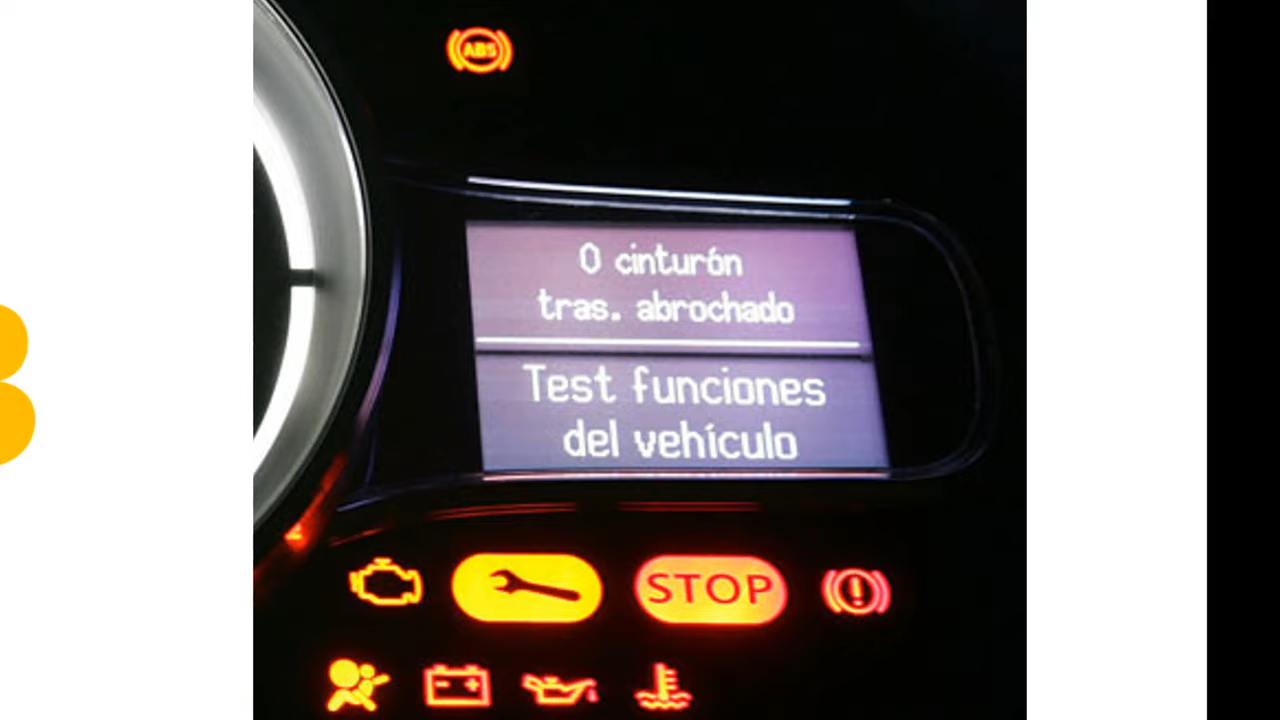 ABS
0 cinturón
tras. abrochado
Test funciones
del vehículo
STOP